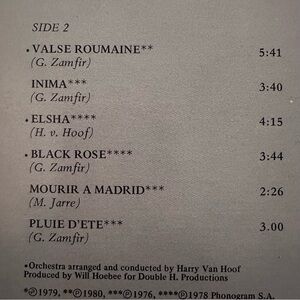 SIDE 2
•VALSE ROUMAINE** 5:41
(G. Zamfir)
INIMA*** 3:40
(G. Zamfir)
•ELSHA**** 4:15
(H. v. Hoof)
•BLACK ROSE**** 3:44
(G. Zamfir)
MOURIR A MADRID*** 2:26
(M. Jarre)
PLUIE D'ETE*** 3.00
(G. Zamfir)
•Orchestra arranged and conducted by Harry Van Hoof
Produced by Will Hoebee for Double H. Productions
*℗1979, **℗1980, ***℗1976, ****℗1978 Phonogram S.A.